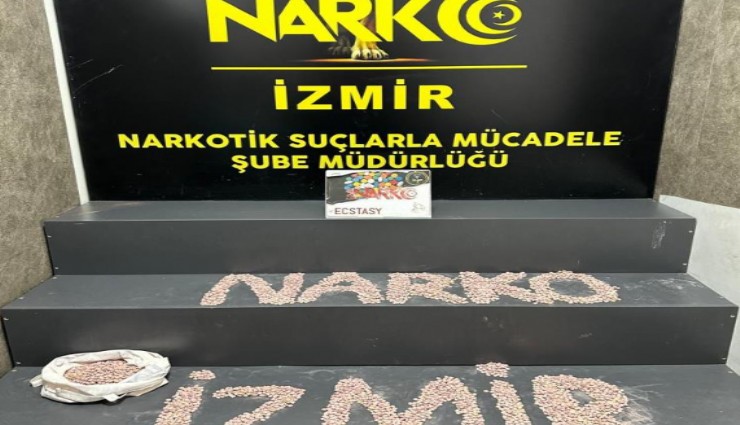 NARKO
İZMİR
NARKOTİK SUÇLARLA MÜCADELE
ŞUBE MÜDÜRLÜĞÜ
NARKO
ECSTASY
NARKO
İZMİR